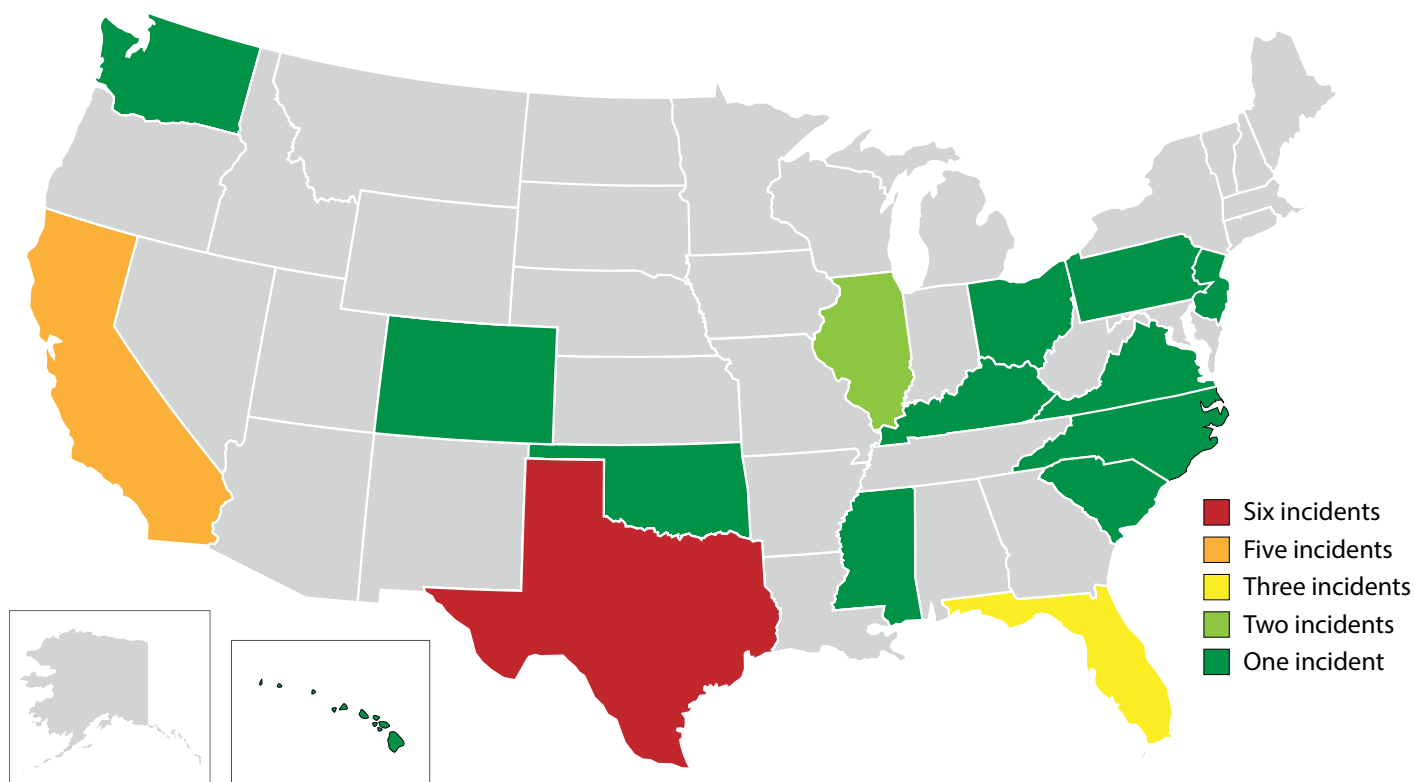 Six incidents
Five incidents
Three incidents
Two incidents
One incident